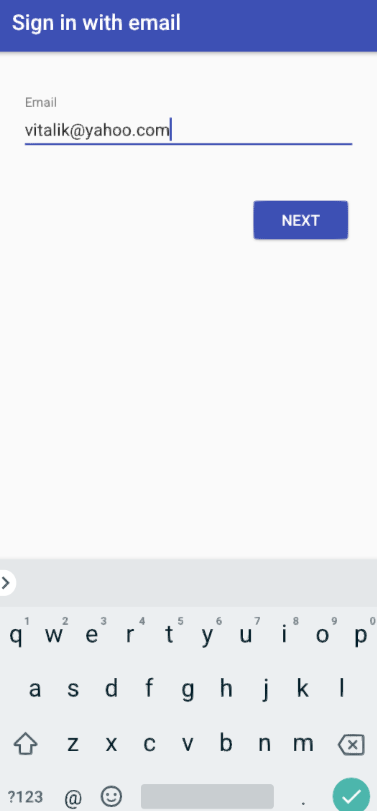 Sign in with email
Email
vitalik@yahoo.com
NEXT
1 2 3 4 5 6 7 8 9 0
q w e r t y u i o p
a s d f g h j k l
z x c v b n m
?123 @ .